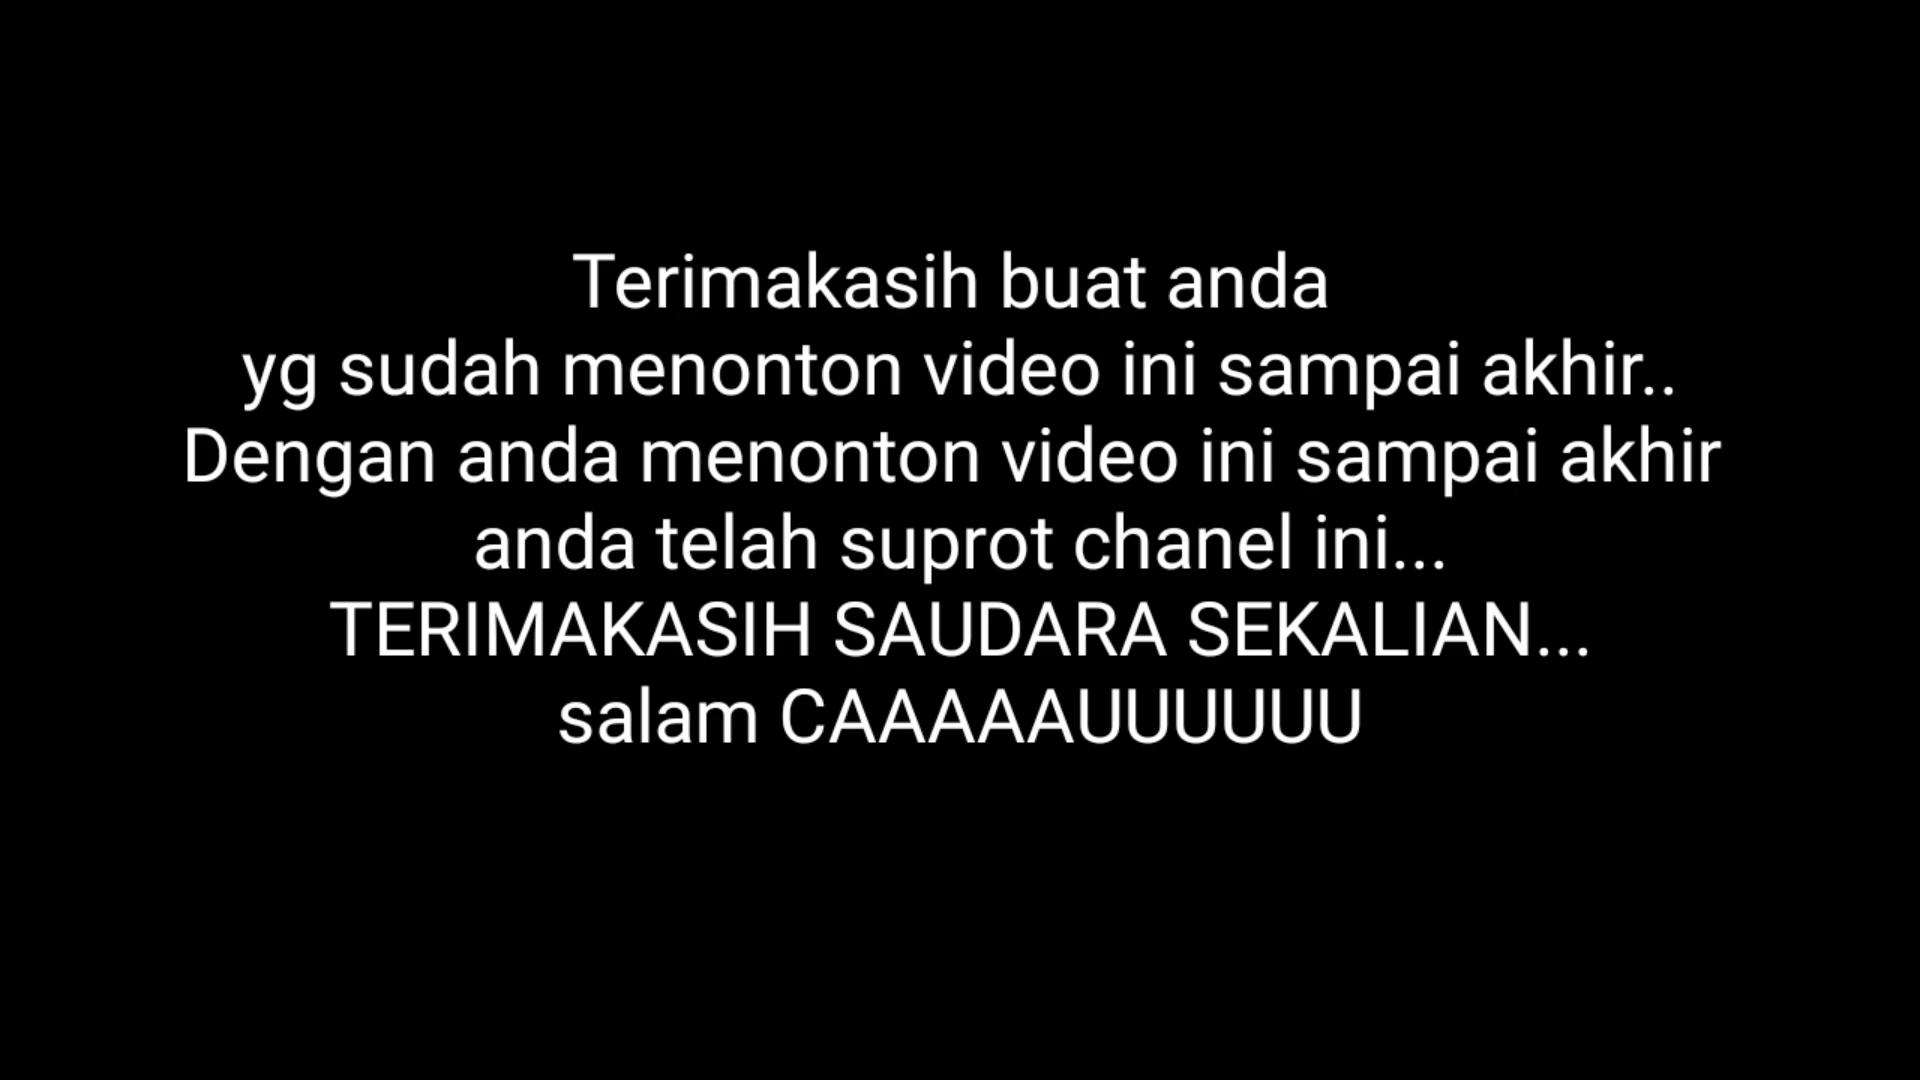 Terimakasih buat anda
yg sudah menonton video ini sampai akhir..
Dengan anda menonton video ini sampai akhir
anda telah suprot chanel ini...
TERIMAKASIH SAUDARA SEKALIAN...
salam CAAAAAUUUUUU